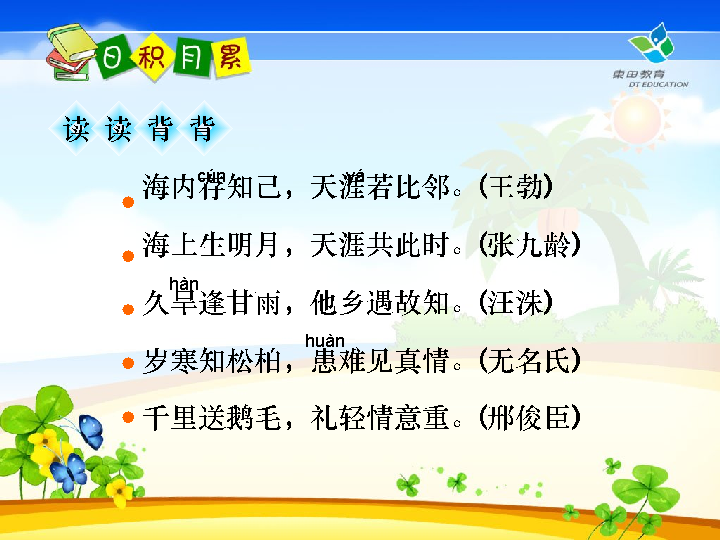 日积月累
東田教育
DT EDUCATION
读读背背
cún yá
海内存知己，天涯若比邻。(王勃)
海上生明月，天涯共此时。(张九龄)
hàn
久旱逢甘雨，他乡遇故知。(汪洙)
huàn
岁寒知松柏，患难见真情。(无名氏)
千里送鹅毛，礼轻情意重。(邢俊臣)